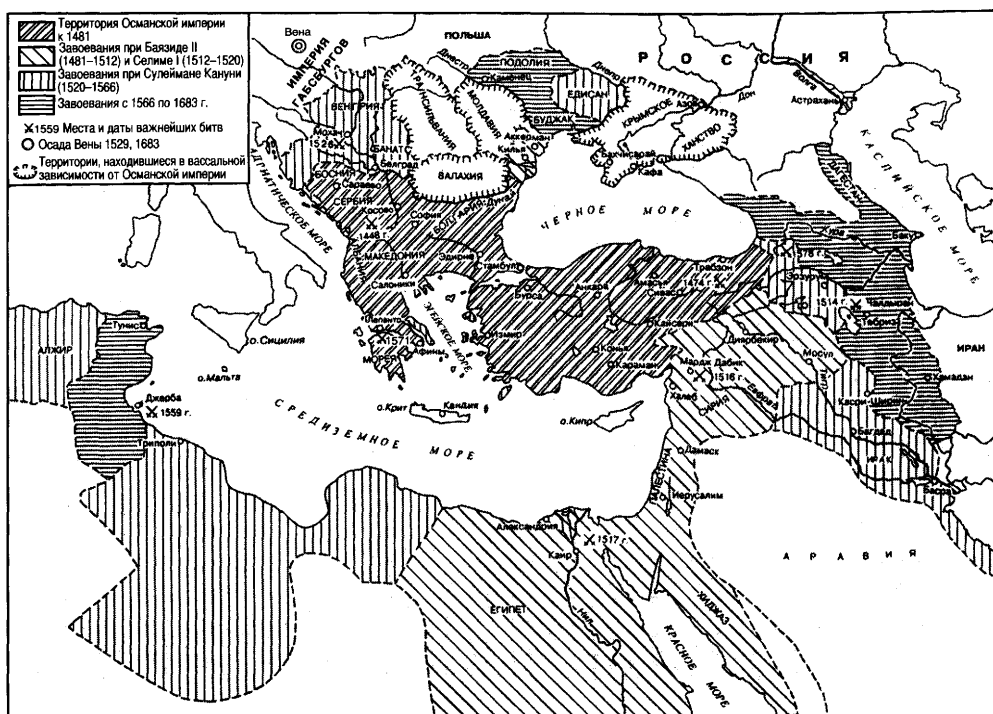 Территория Османской империи
к 1481
Завоевания при Баязиде II
(1481–1512) и Селиме I (1512–1520)
Завоевания при Сулеймане Кануни
(1520–1566)
Завоевания с 1566 по 1683 г.
1559 Места и даты важнейших битв
Осада Вены 1529, 1683
Территории, находившиеся в вассальной
зависимости от Османской империи
Вена
ИМПЕРИЯ
ГАБСБУРГОВ
ПОЛЬША
РОССИЯ
Днестр
ПОДОЛИЯ
Каменец
Днепр
ЕДИСАН
Дон
Волга
Астрахань
ВЕНГРИЯ
ТРАНСИЛЬВАНИЯ
МОЛДАВИЯ
БУДЖАК
КРЫМСКОЕ
Азов
ХАНСТВО
Мохач
1526
БАНАТ
Аккерман
Килья
Бахчисарай
Кафа
Белград
ВАЛАХИЯ
БОСНИЯ
Сараево
СЕРБИЯ
Косово
1448 г.
София
БОЛГАРИЯ
Дунай
АДРИАТИЧЕСКОЕ МОРЕ
ЧЕРНОЕ МОРЕ
КАСПИЙСКОЕ МОРЕ
ДАГЕСТАН
Кура
Баку
1578 г.
МАКЕДОНИЯ
Эдирне
Стамбул
Салоники
Бурса
Анкара
Амасья
Сивас
Трабзон
1474 г.
Эрзурум
1514 г.
Чалдыран
Тебриз
ИРАН
ЭГЕЙСКОЕ МОРЕ
Лепанто
1571
Афины
МОРЕЯ
Измир
Конья
Кайсери
Караман
Диярбекир
Мардж Дабик
1516 г.
Мосул
Тигр
Халеб
Евфрат
СИРИЯ
Хамадан
Касри-Ширин
Багдад
ИРАК
Басра
АЛЖИР
Тунис
о.Сицилия
о.Мальта
Джерба
1559 г.
Триполи
о.Крит
Кандия
о.Кипр
СРЕДИЗЕМНОЕ МОРЕ
Дамаск
ПАЛЕСТИНА
Иерусалим
Александрия
1517 г.
Каир
АРАВИЯ
ЕГИПЕТ
Нил
ХИДЖАЗ
КРАСНОЕ МОРЕ